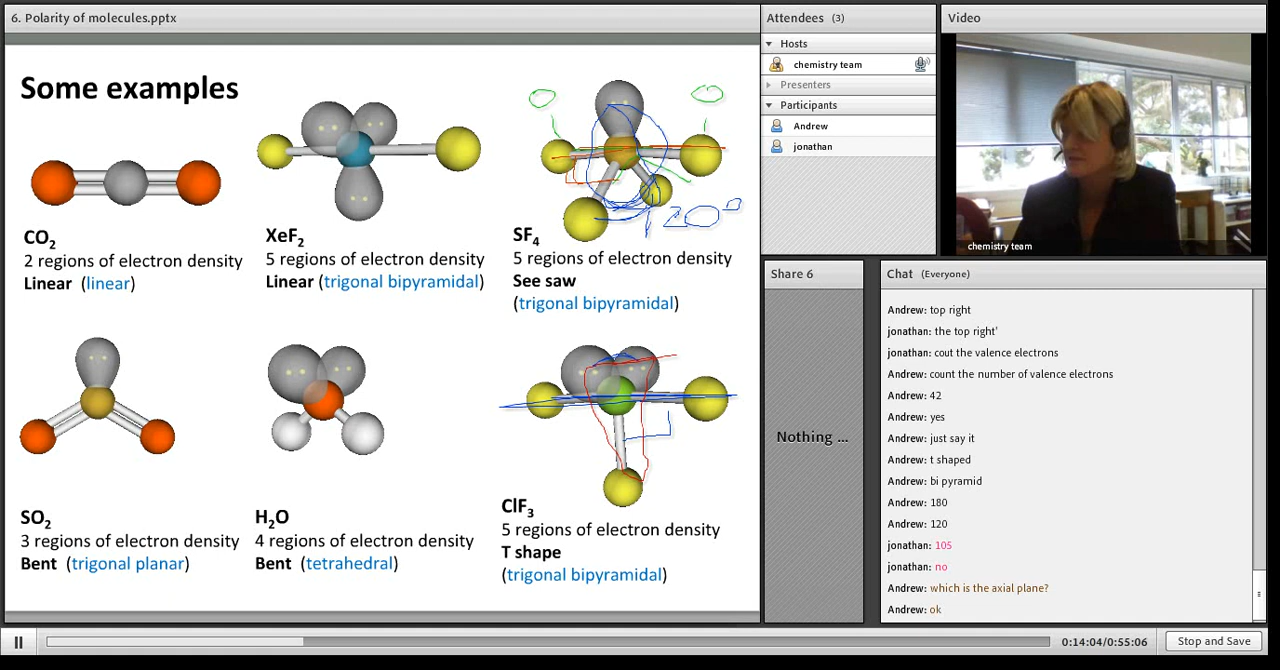 6. Polarity of molecules.pptx
Some examples
CO2
2 regions of electron density
Linear (linear)
XeF2
5 regions of electron density
Linear (trigonal bipyramidal)
120°
SF4
5 regions of electron density
See saw
(trigonal bipyramidal)
SO2
3 regions of electron density
Bent (trigonal planar)
H2O
4 regions of electron density
Bent (tetrahedral)
ClF3
5 regions of electron density
T shape
(trigonal bipyramidal)
Attendees (3)
Hosts
chemistry team
Presenters
Participants
Andrew
jonathan
Video
chemistry team
Share 6
Nothing ...
Chat (Everyone)
Andrew: top right
jonathan: the top right'
jonathan: cout the valence electrons
Andrew: count the number of valence electrons
Andrew: 42
Andrew: yes
Andrew: just say it
Andrew: t shaped
Andrew: bi pyramid
Andrew: 180
Andrew: 120
jonathan: 105
jonathan: no
Andrew: which is the axial plane?
Andrew: ok
0:14:04/0:55:06
Stop and Save